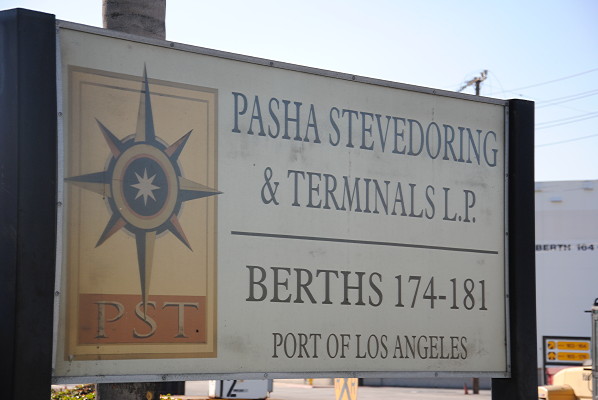 PASHA STEVEDORING
& TERMINALS L.P.
BERTHS 174-181
PORT OF LOS ANGELES
PST
BERTH 164